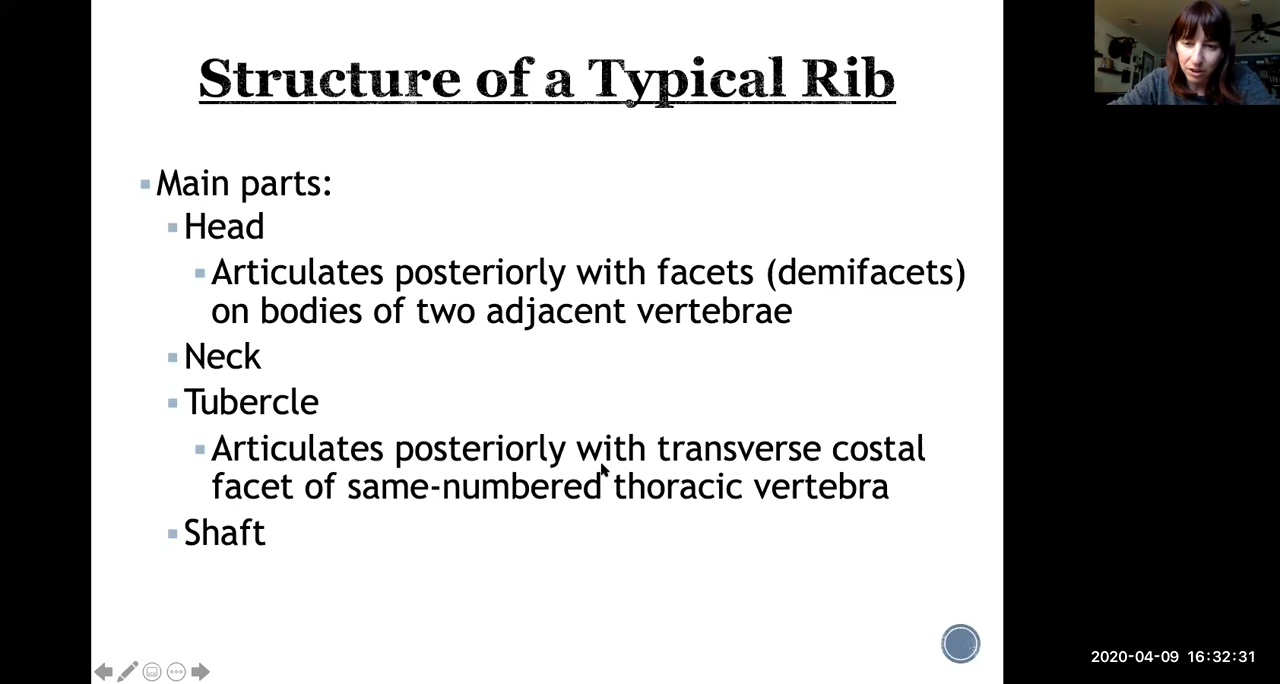 Structure of a Typical Rib
Main parts:
Head
Articulates posteriorly with facets (demifacets)
on bodies of two adjacent vertebrae
Neck
Tubercle
Articulates posteriorly with transverse costal
facet of same-numbered thoracic vertebra
Shaft
2020-04-09 16:32:31